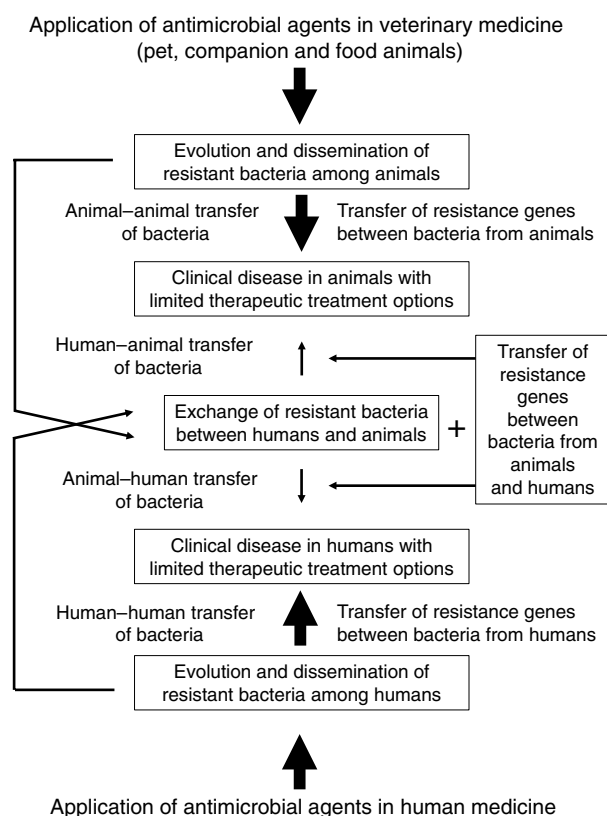 Application of antimicrobial agents in veterinary medicine
(pet, companion and food animals)
Evolution and dissemination of
resistant bacteria among animals
Animal–animal transfer
of bacteria
Transfer of resistance genes
between bacteria from animals
Clinical disease in animals with
limited therapeutic treatment options
Human–animal transfer
of bacteria
Transfer of
resistance
genes
between
bacteria from
animals
and humans
Exchange of resistant bacteria
between humans and animals
+
Animal–human transfer
of bacteria
Clinical disease in humans with
limited therapeutic treatment options
Human–human transfer
of bacteria
Transfer of resistance genes
between bacteria from humans
Evolution and dissemination of
resistant bacteria among humans
Application of antimicrobial agents in human medicine